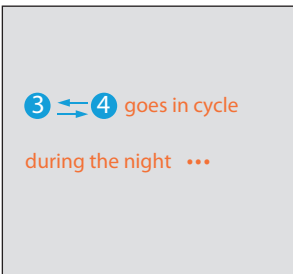 3 4 goes in cycle
during the night •••